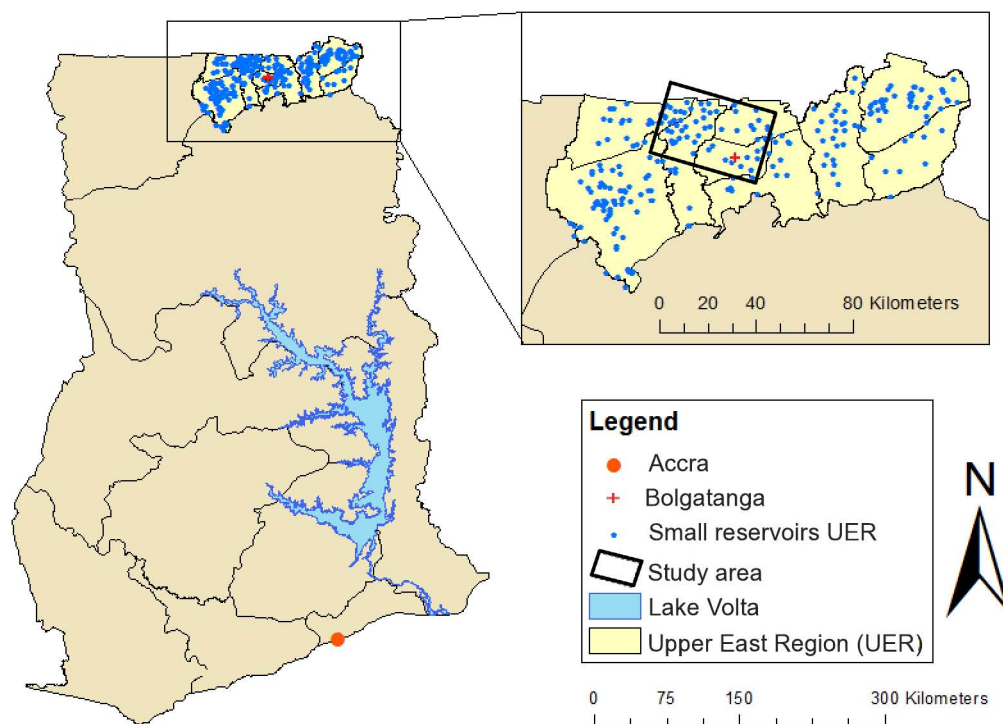 0 20 40 80 Kilometers
Legend
Accra
Bolgatanga
Small reservoirs UER
Study area
Lake Volta
Upper East Region (UER)
N
0 75 150 300 Kilometers